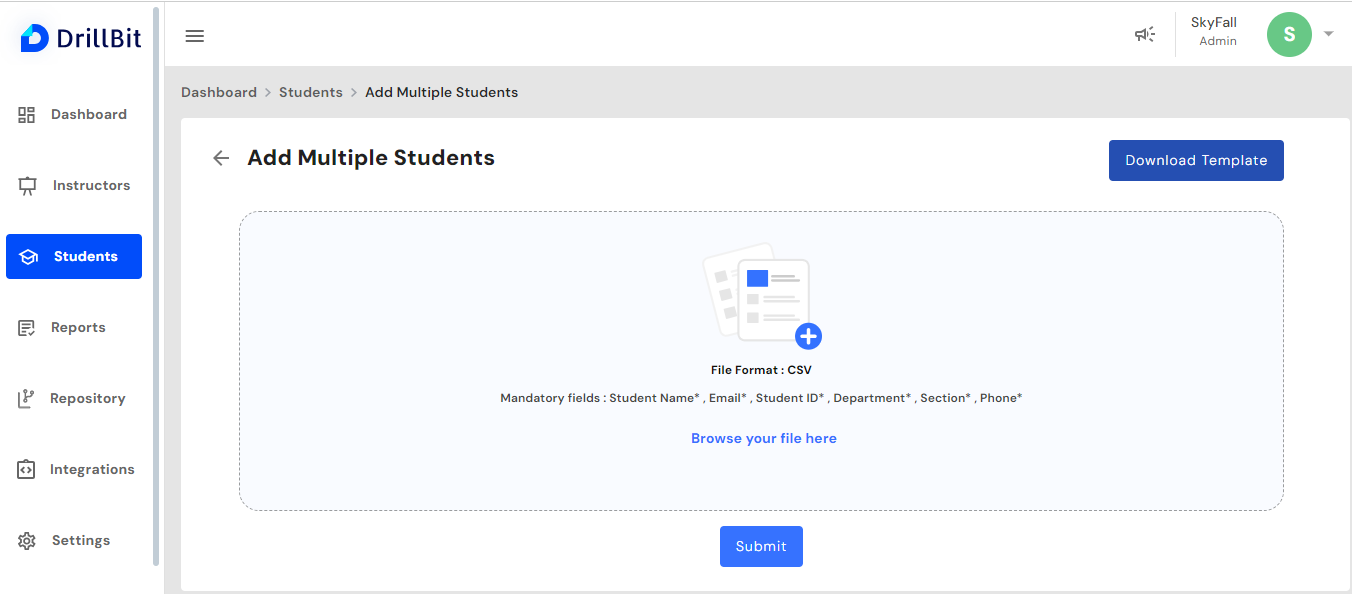 DrillBit
SkyFall
Admin
S
Dashboard > Students > Add Multiple Students
Dashboard
Instructors
Students
Reports
Repository
Integrations
Settings
Add Multiple Students
Download Template
File Format : CSV
Mandatory fields : Student Name* , Email* , Student ID* , Department* , Section* , Phone*
Browse your file here
Submit